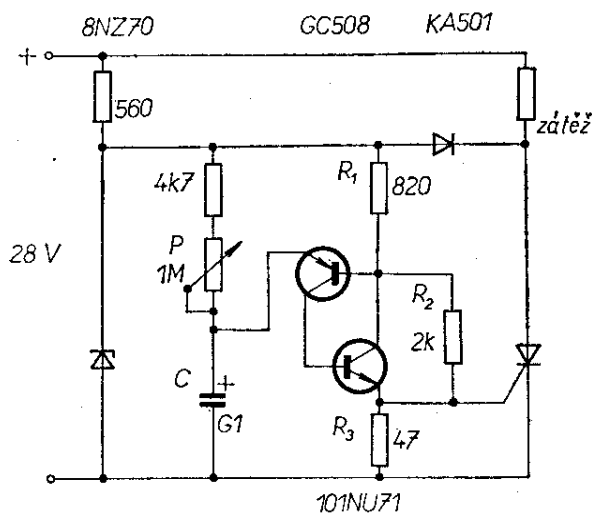 8NZ70 GC508 KA501
+
560
zátěž
4k7
R1
820
P
1M
28 V
R2
2k
C
+
G1
R3
47
101NU71